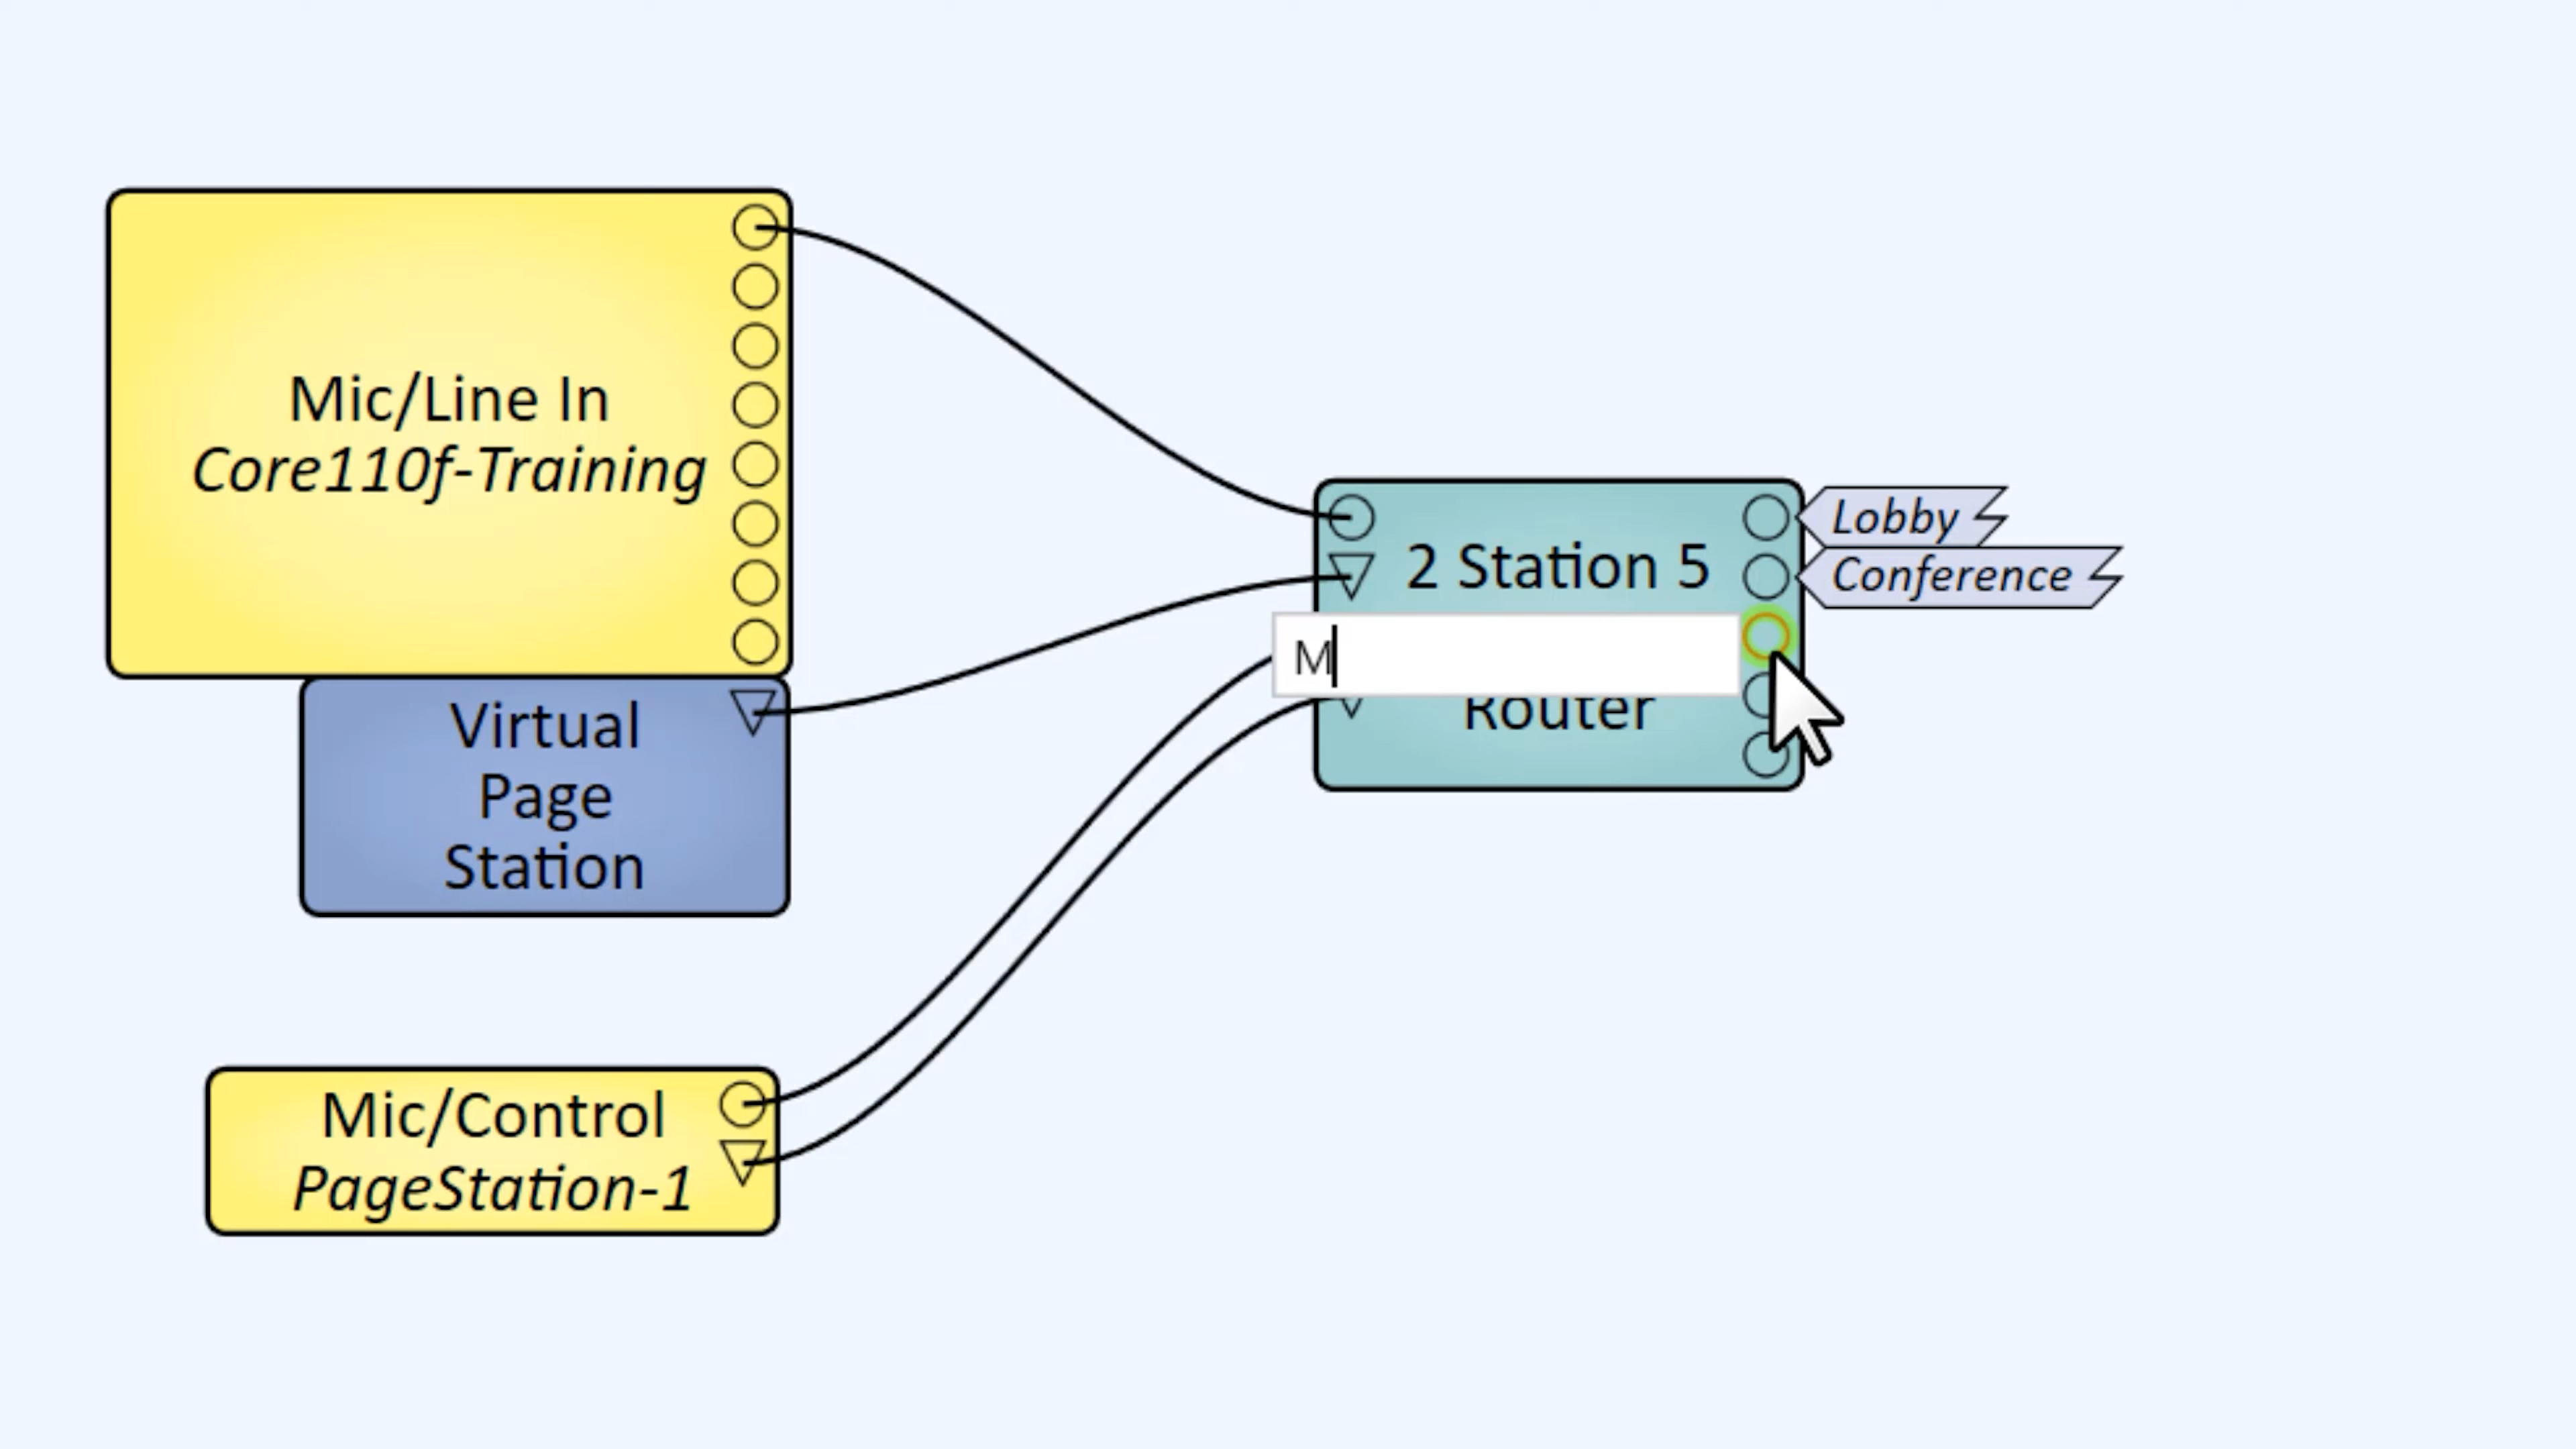 Mic/Line In
Core110f-Training
Virtual
Page
Station
Mic/Control
PageStation-1
2 Station 5
M
Router
Lobby
Conference